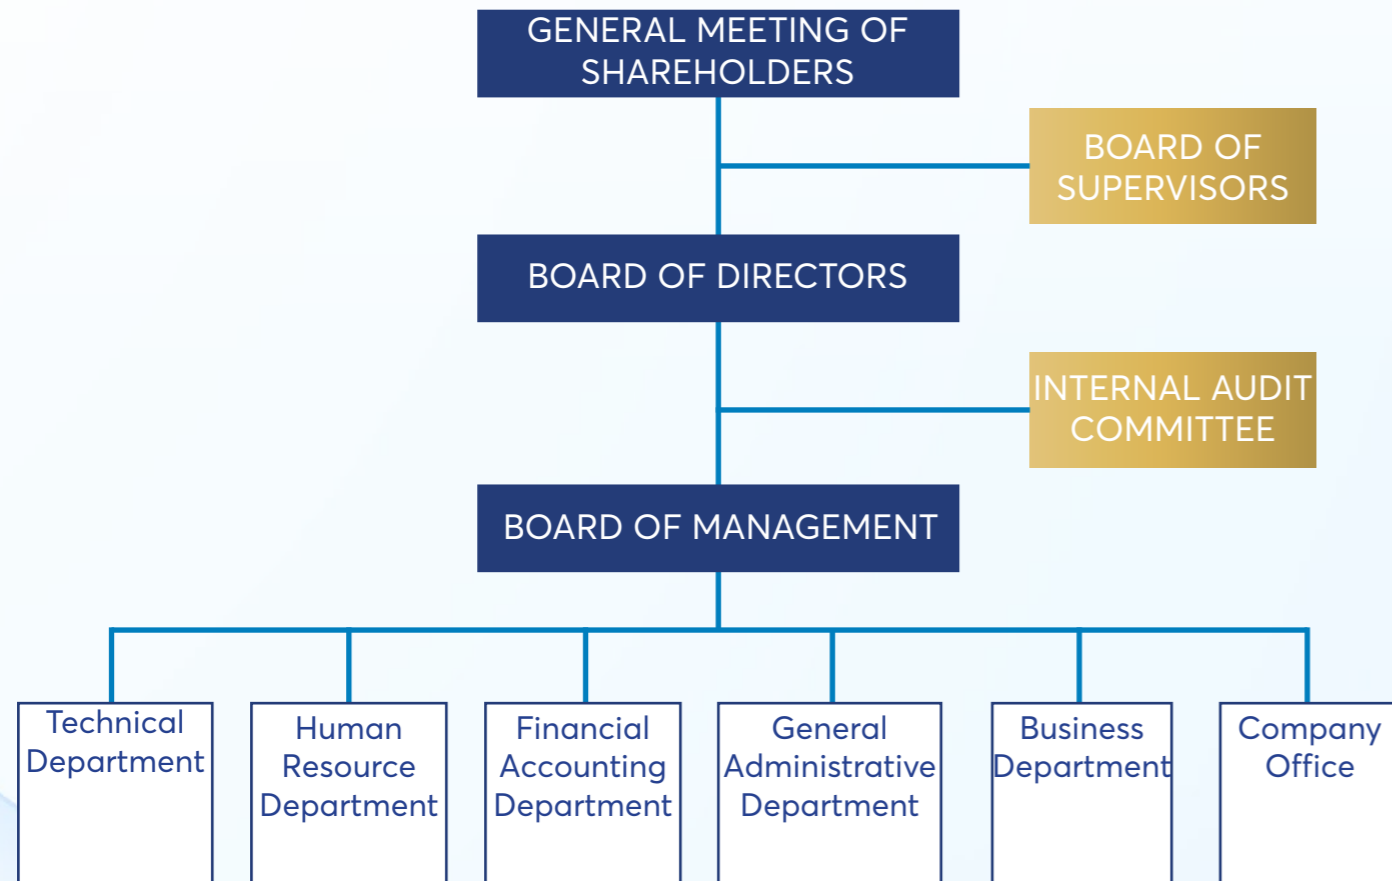 GENERAL MEETING OF
SHAREHOLDERS
BOARD OF
SUPERVISORS
BOARD OF DIRECTORS
INTERNAL AUDIT
COMMITTEE
BOARD OF MANAGEMENT
Technical
Department
Human
Resource
Department
Financial
Accounting
Department
General
Administrative
Department
Business
Department
Company
Office